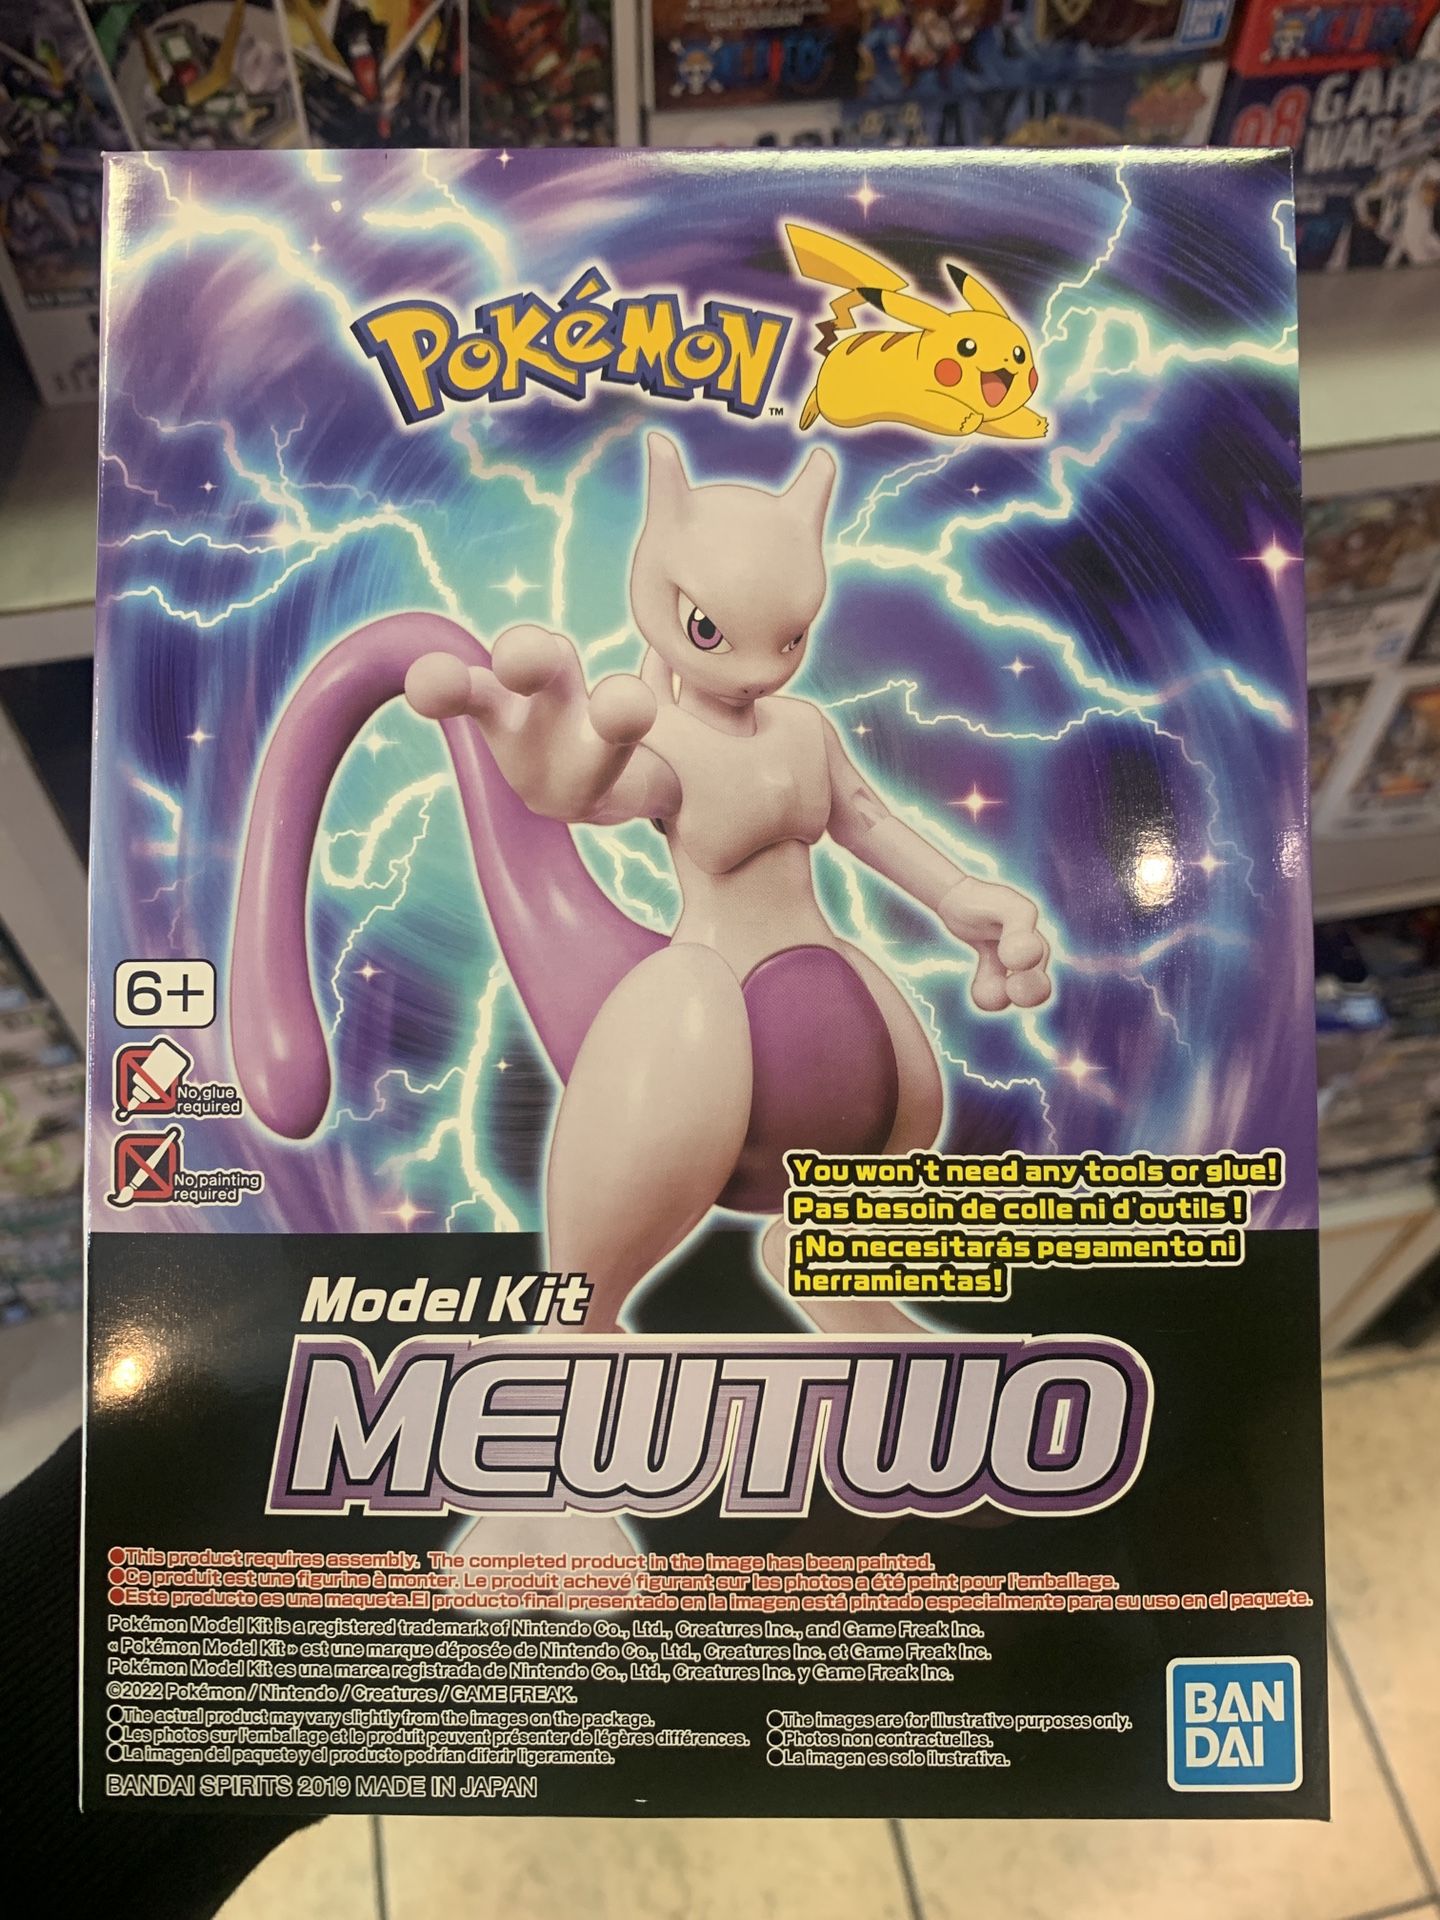 BAN
DAI
08 GAR
WAR
POKéMON
TM
6+
No glue
required
No painting
required
You won't need any tools or glue!
Pas besoin de colle ni d'outils !
¡No necesitarás pegamento ni
herramientas!
Model Kit
MEWTWO
●This product requires assembly. The completed product in the image has been painted.
●Ce produit est une figurine à monter. Le produit achevé figurant sur les photos a été peint pour l'emballage.
●Este producto es una maqueta.El producto final presentado en la imagen está pintado especialmente para su uso en el paquete.
Pokémon Model Kit is a registered trademark of Nintendo Co., Ltd., Creatures Inc., and Game Freak Inc.
« Pokémon Model Kit » est une marque déposée de Nintendo Co., Ltd., Creatures Inc. et Game Freak Inc.
Pokémon Model Kit es una marca registrada de Nintendo Co., Ltd., Creatures Inc. y Game Freak Inc.
©2022 Pokémon / Nintendo / Creatures / GAME FREAK.
●The actual product may vary slightly from the images on the package.
●Les photos sur l'emballage et le produit peuvent présenter de légères différences.
●La imagen del paquete y el producto podrían diferir ligeramente.
●The images are for illustrative purposes only.
●Photos non contractuelles.
●La imagen es solo ilustrativa.
BANDAI SPIRITS 2019 MADE IN JAPAN
BAN
DAI